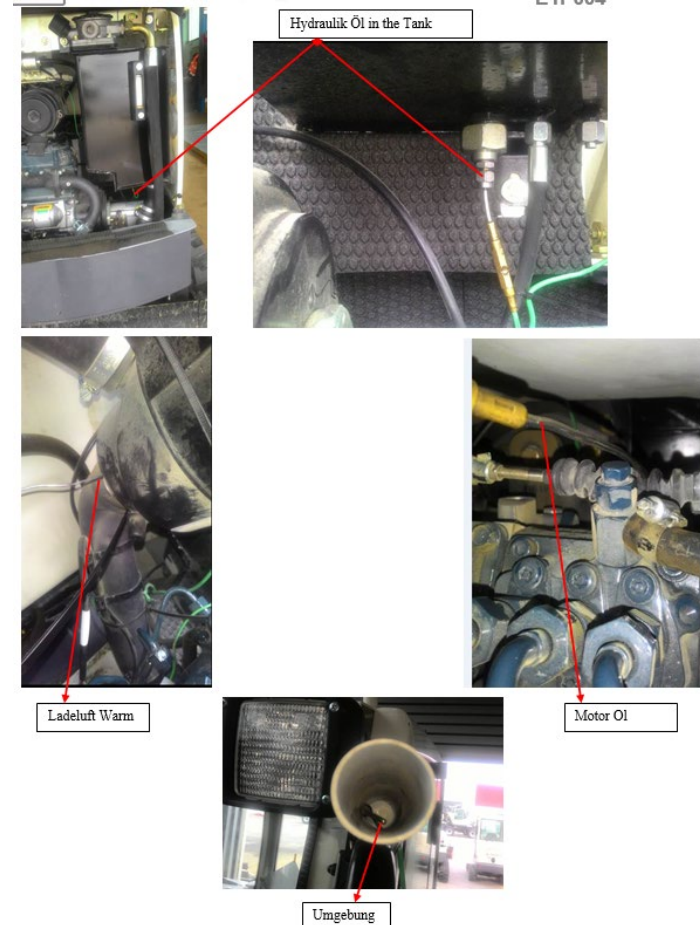 Hydraulik Öl in the Tank
Ladeluft Warm
Motor Ol
Umgebung